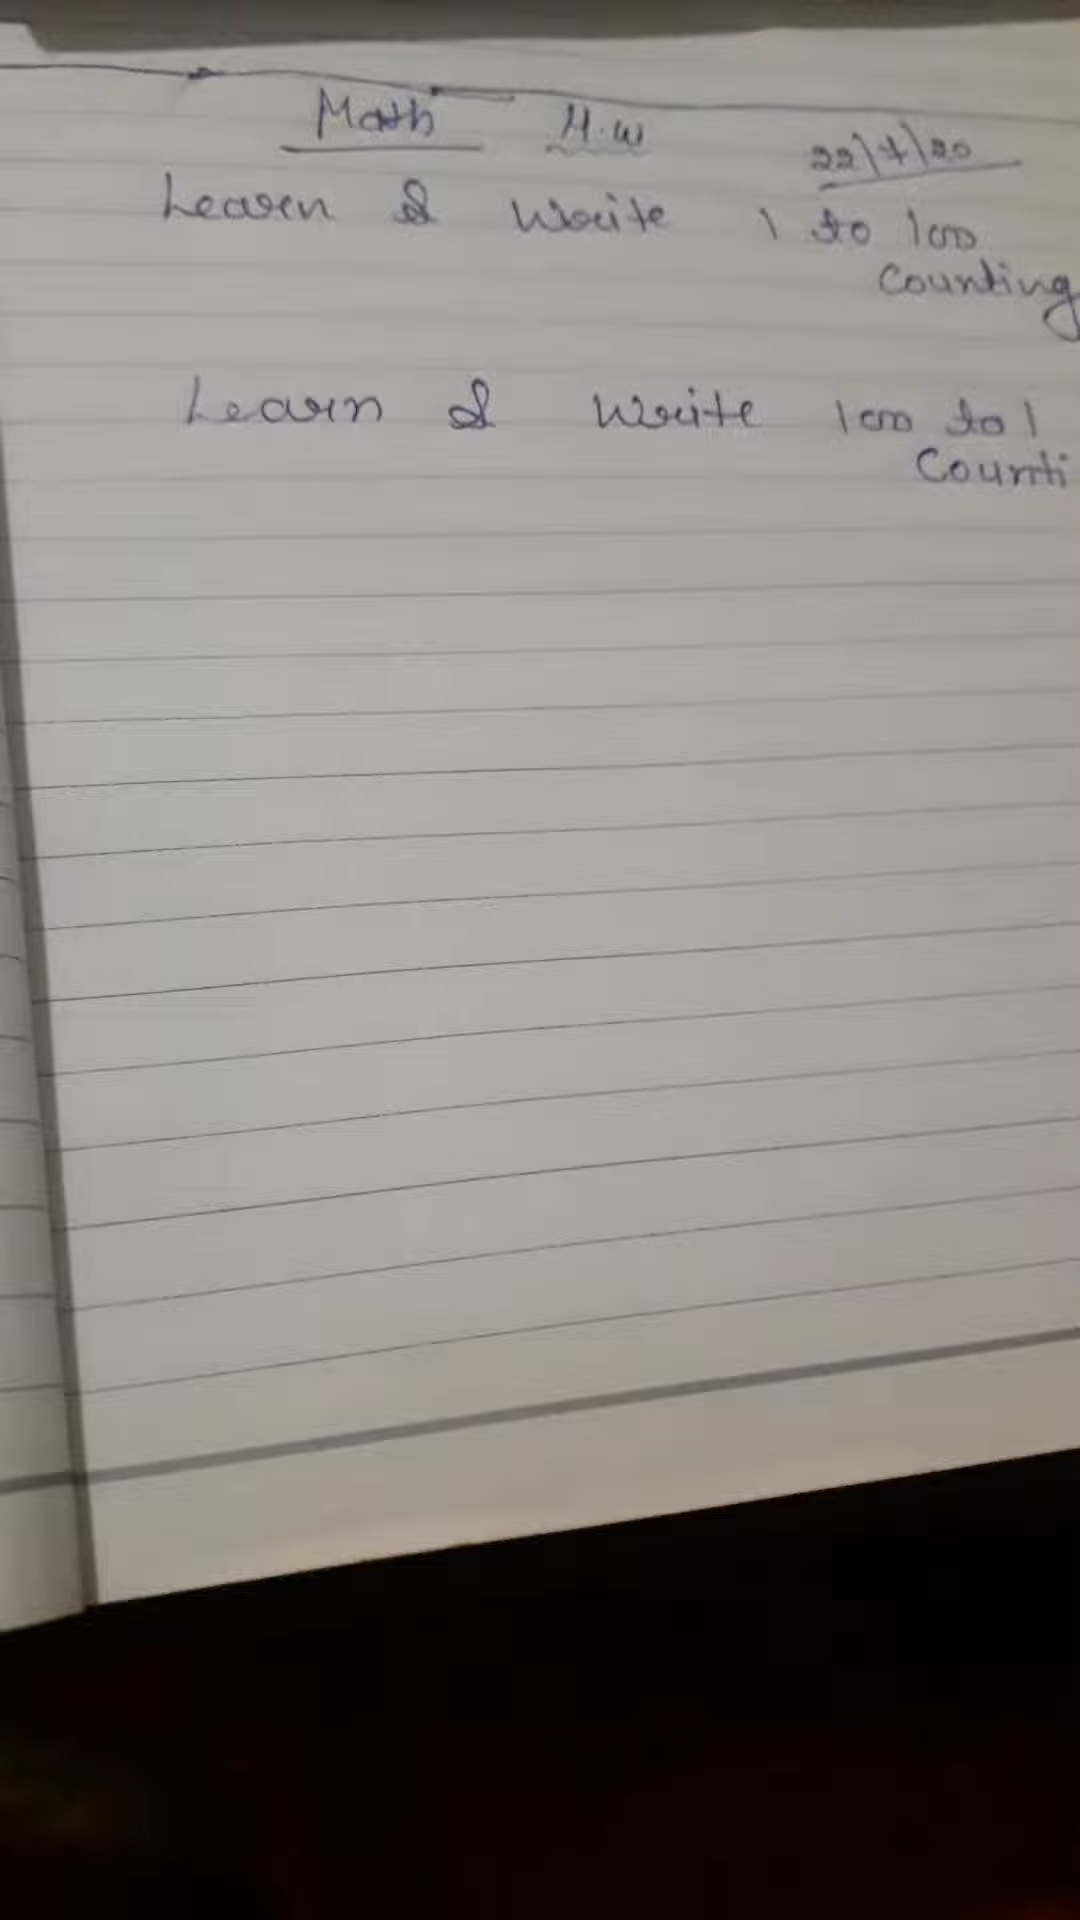 Math H.W
22/7/20
Learn & Write 1 to 100
Counting
Learn & Write 100 to 1
Counti